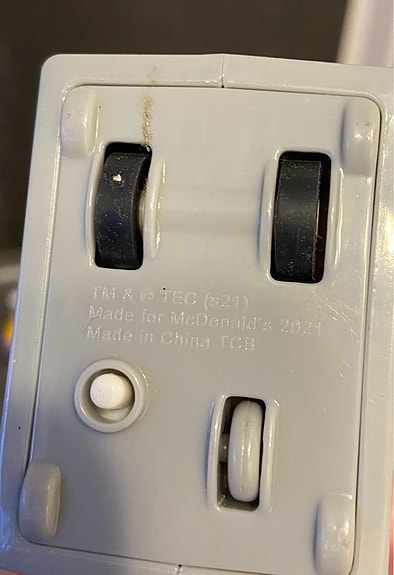 TM & © TEC (s21)
Made for McDonald's 2021
Made in China TCB